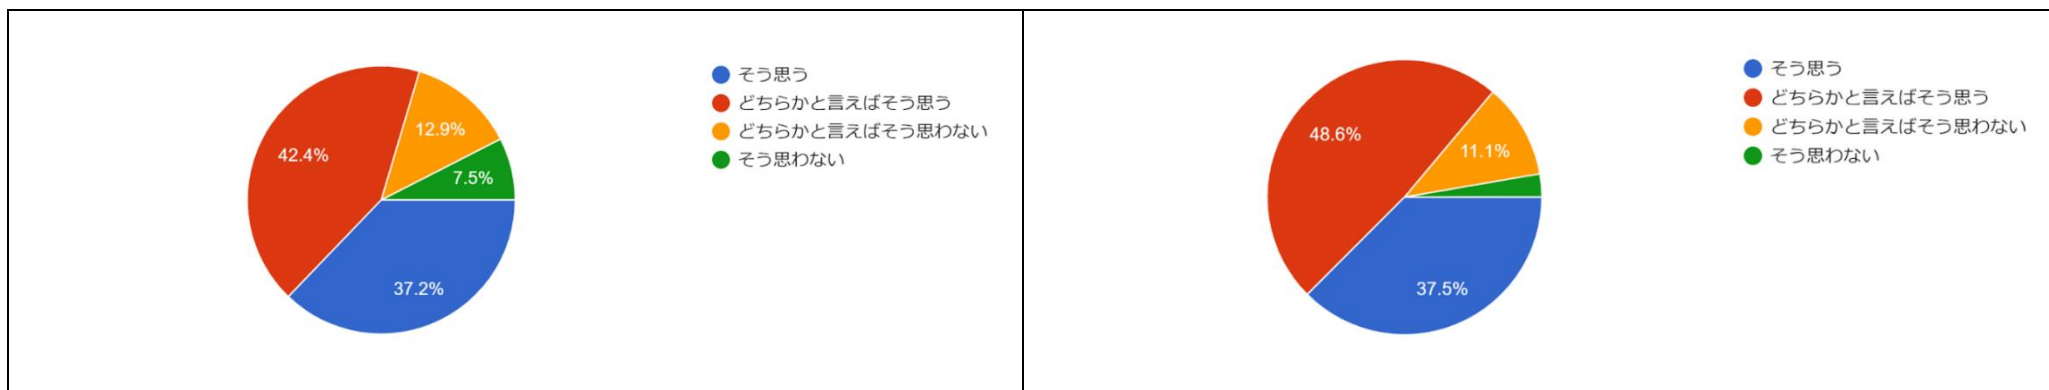 そう思う
どちらかと言えばそう思う
どちらかと言えばそう思わない
そう思わない
12.9%
42.4%
7.5%
37.2%
そう思う
どちらかと言えばそう思う
どちらかと言えばそう思わない
そう思わない
48.6%
11.1%
37.5%